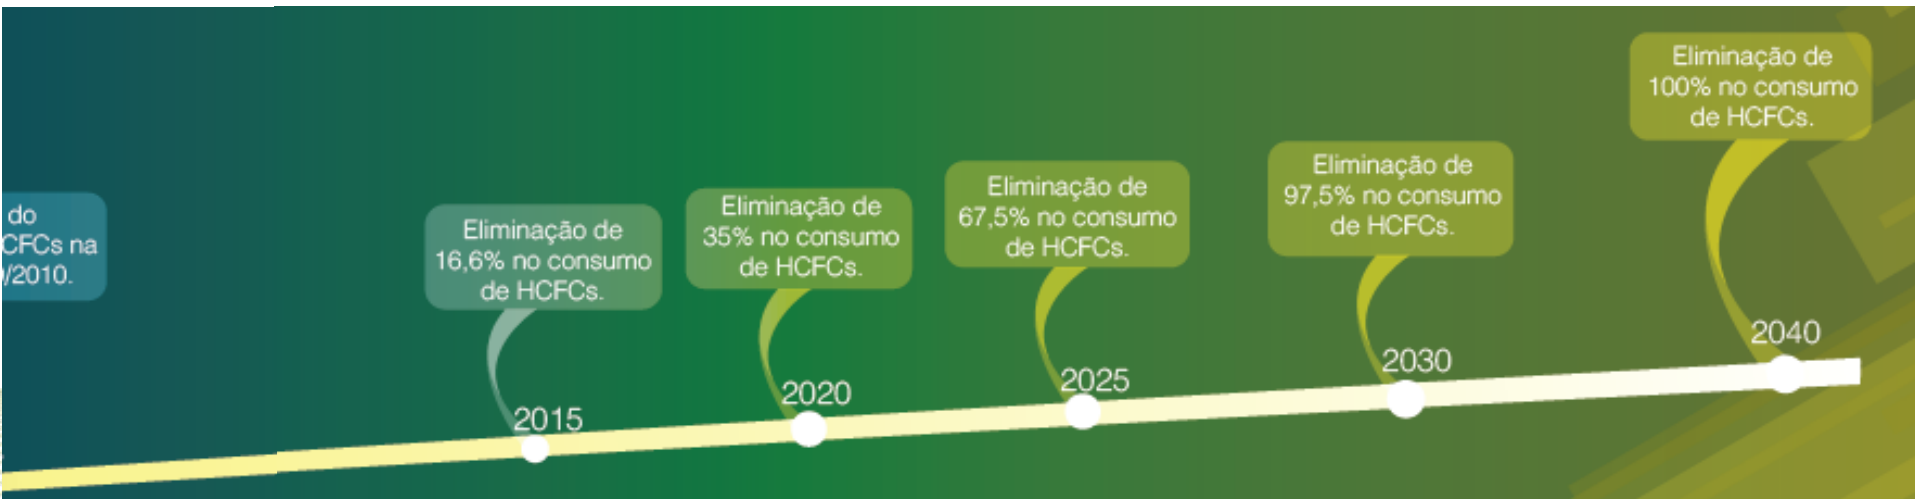 do
CFCs na
/2010.
Eliminação de
16,6% no consumo
de HCFCs.
2015
Eliminação de
35% no consumo
de HCFCs.
2020
Eliminação de
67,5% no consumo
de HCFCs.
2025
Eliminação de
97,5% no consumo
de HCFCs.
2030
Eliminação de
100% no consumo
de HCFCs.
2040